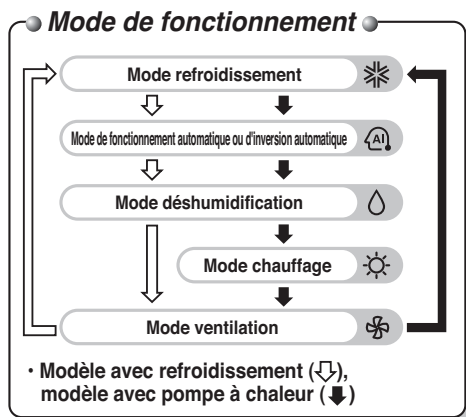 Mode de fonctionnement
Mode refroidissement
Mode de fonctionnement automatique ou d'inversion automatique
AI
Mode déshumidification
Mode chauffage
Mode ventilation
· Modèle avec refroidissement (⇩),
modèle avec pompe à chaleur (⬇)